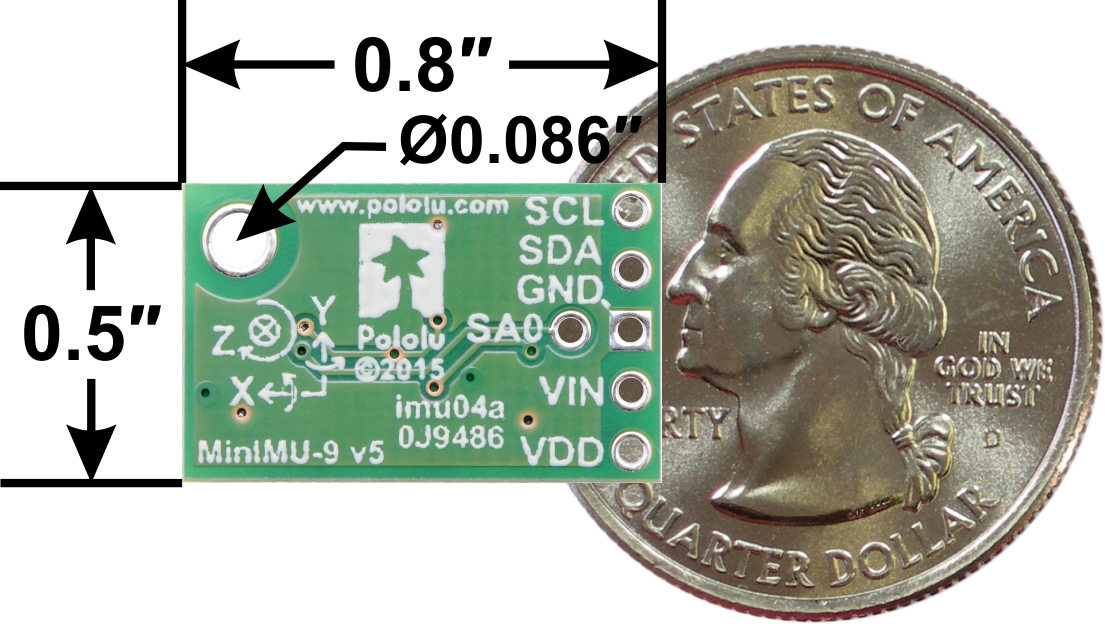 0.8″
Ø0.086″
0.5″
www.pololu.com
SCL
SDA
GND
SA0
VIN
VDD
Z
Y
X
Pololu
©2015
imu04a
0J9486
MinIMU-9 v5
D STATES OF AMERICA
IN
GOD WE
TRUST
D
RTY
QUARTER DOLLAR